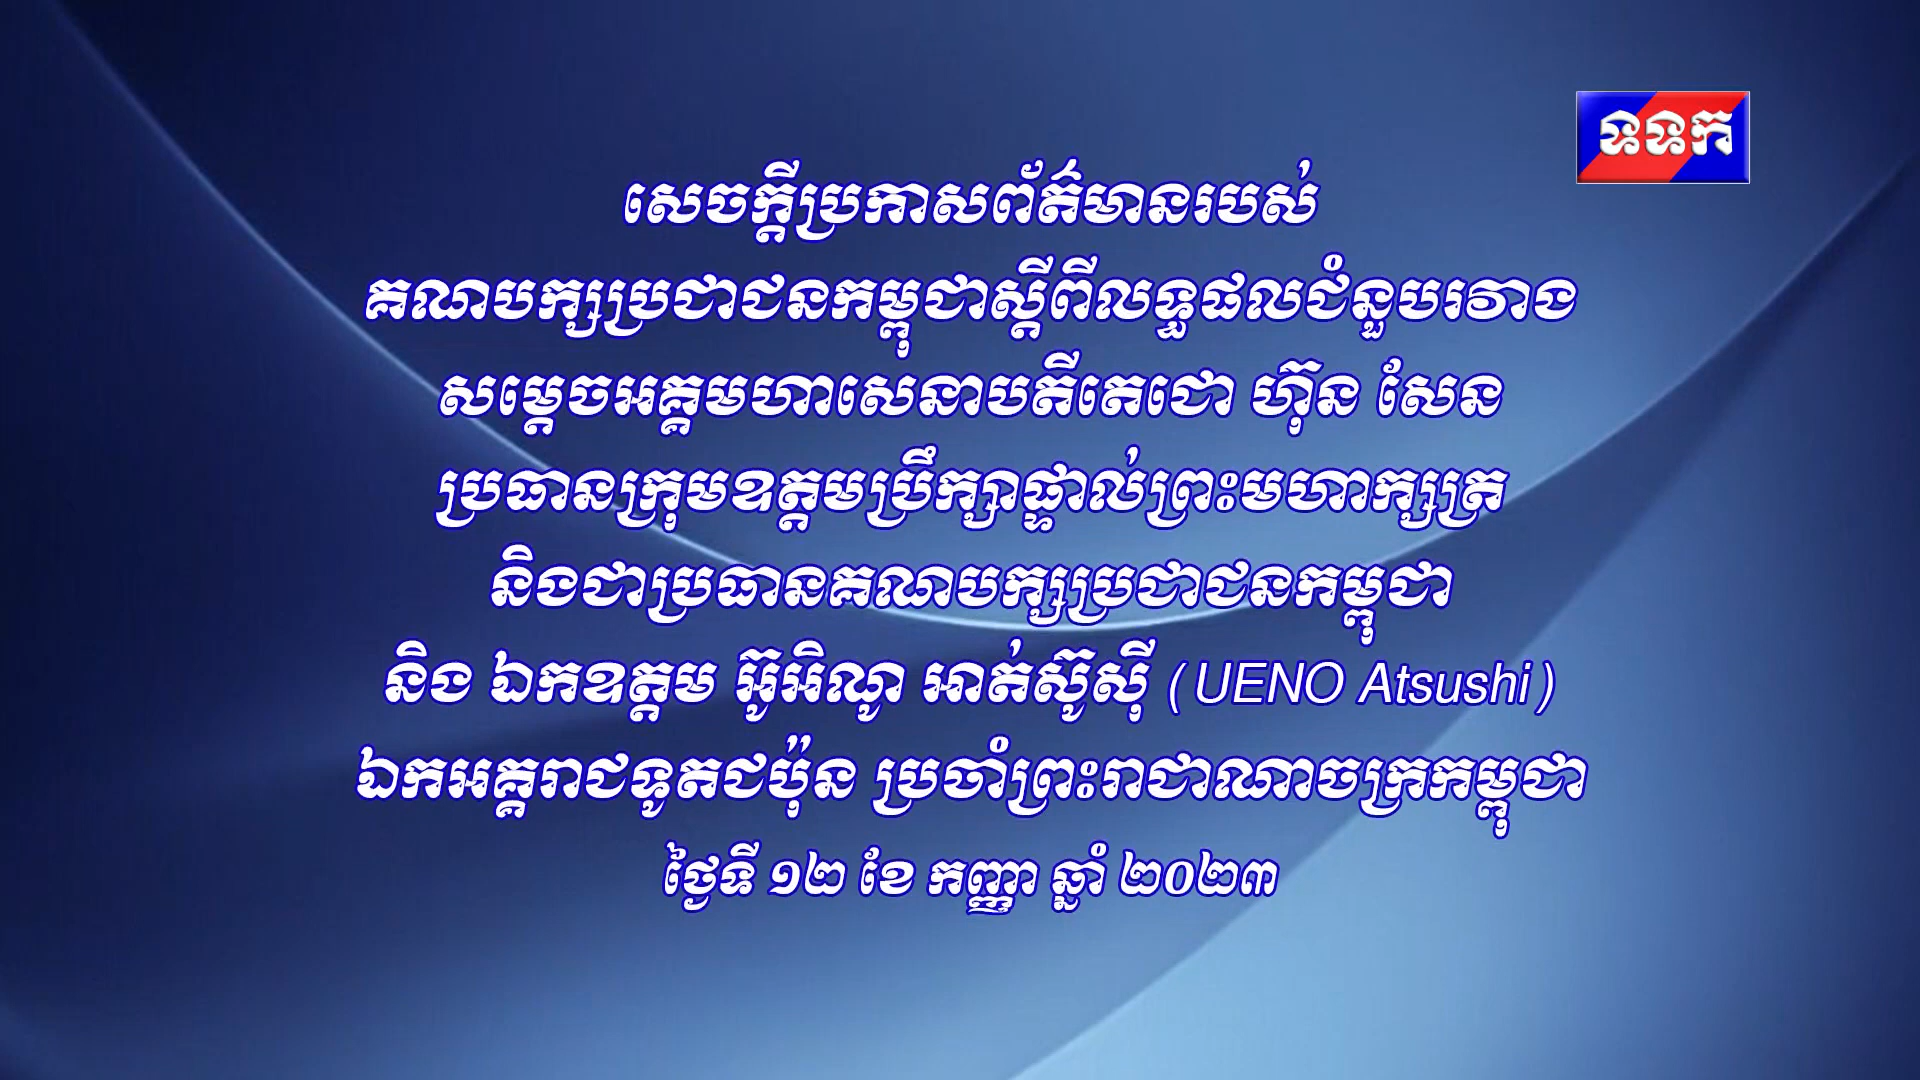 ទទក
សេចក្តីប្រកាសព័ត៌មានរបស់
គណបក្សប្រជាជនកម្ពុជាស្តីពីលទ្ធផលជំនួបរវាង
សម្តេចអគ្គមហាសេនាបតីតេជោ ហ៊ុន សែន
ប្រធានក្រុមឧត្តមប្រឹក្សាផ្ទាល់ព្រះមហាក្សត្រ
និងជាប្រធានគណបក្សប្រជាជនកម្ពុជា
និង ឯកឧត្តម អ៊ូអិណូ អាត់ស៊ូស៊ី (UENO Atsushi)
ឯកអគ្គរាជទូតជប៉ុន ប្រចាំព្រះរាជាណាចក្រកម្ពុជា
ថ្ងៃទី ១២ ខែ កញ្ញា ឆ្នាំ ២០២៣